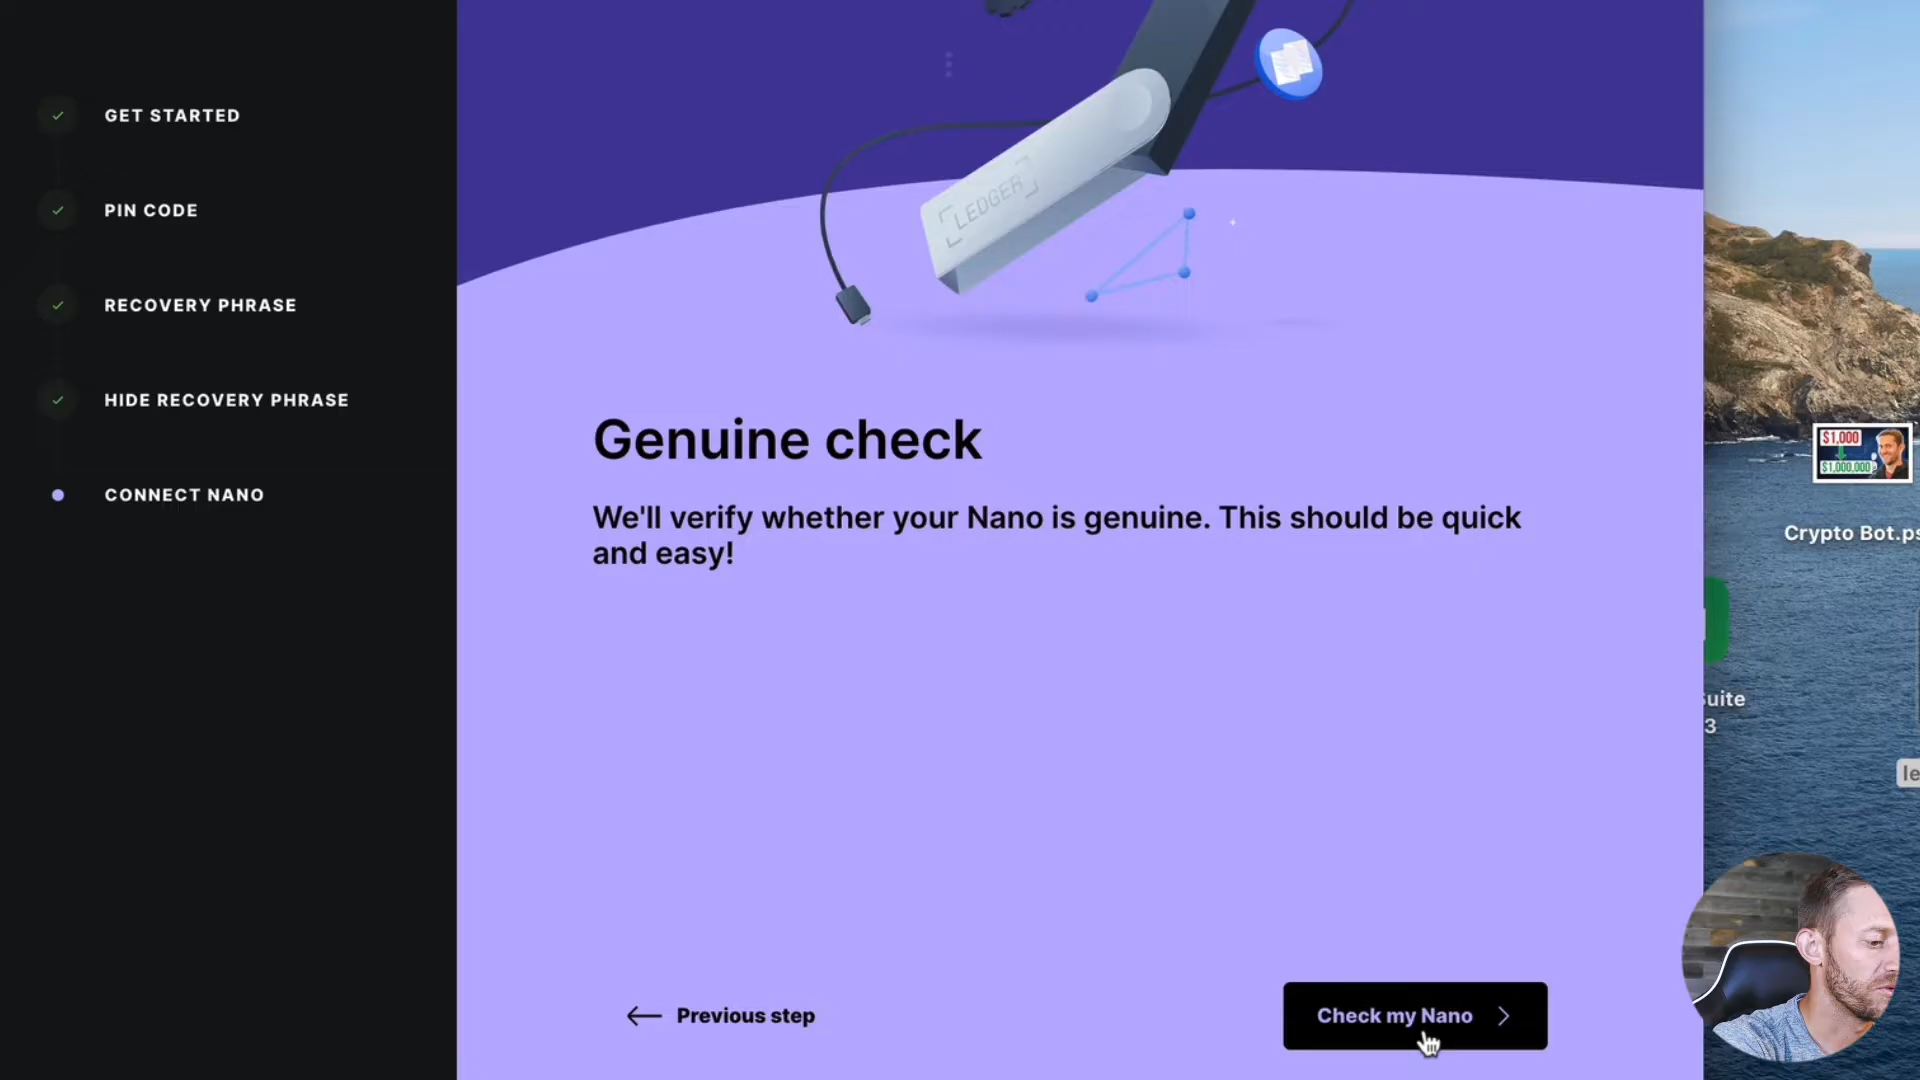 GET STARTED
PIN CODE
RECOVERY PHRASE
HIDE RECOVERY PHRASE
CONNECT NANO
LEDGER
Genuine check
We'll verify whether your Nano is genuine. This should be quick
and easy!
Previous step
Check my Nano
$1,000
$1,000,000
Crypto Bot.ps
Suite
3
le